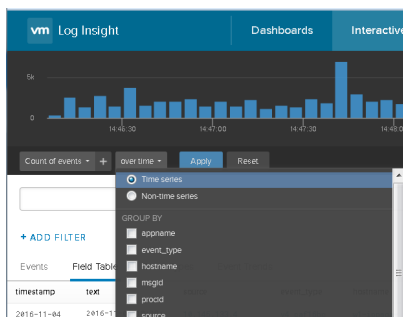 vm Log Insight Dashboards Interactive
5k
0
14:46:30 14:47:00 14:47:30 14:48:0
Count of events + over time Apply Reset
Time series
Non-time series
GROUP BY
appname
+ ADD FILTER
event_type
Events Field Table hostname
msgid
timestamp text
procid
2016-11-04 2016-11
source